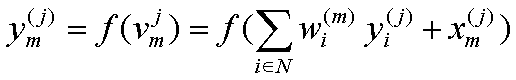 $y_m^{(j)} = f(v_m^{j}) = f(\sum_{i \in N} w_i^{(m)} y_i^{(j)} + x_m^{(j)})$